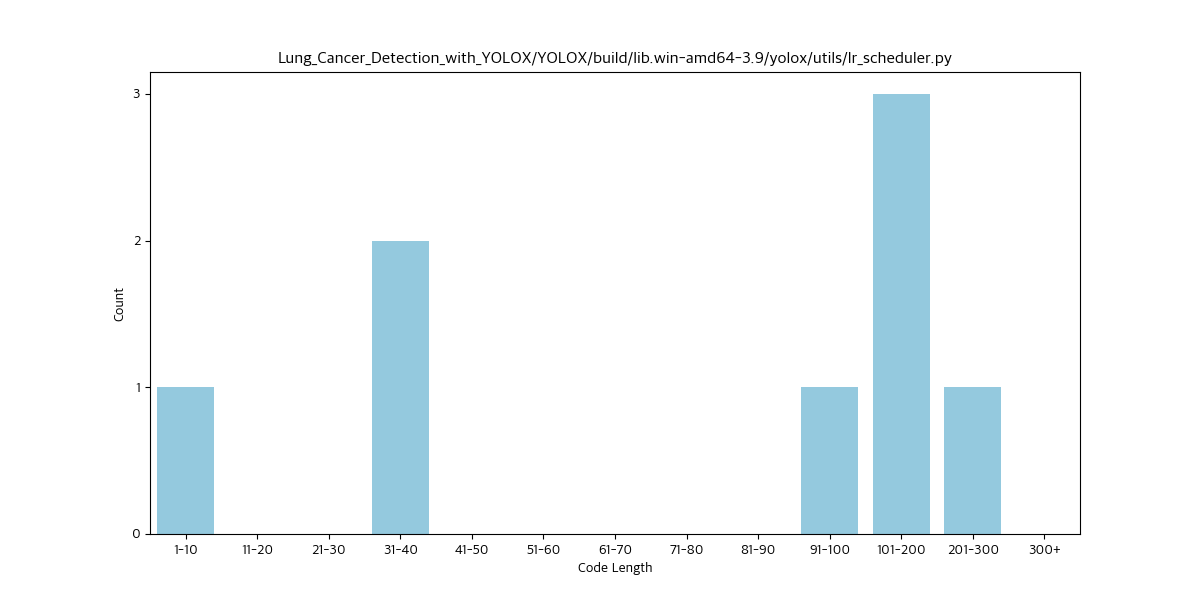 Lung_Cancer_Detection_with_YOLOX/YOLOX/build/lib.win-amd64-3.9/yolox/utils/lr_scheduler.py
3
2
1
0
Count
1-10 11-20 21-30 31-40 41-50 51-60 61-70 71-80 81-90 91-100 101-200 201-300 300+
Code Length